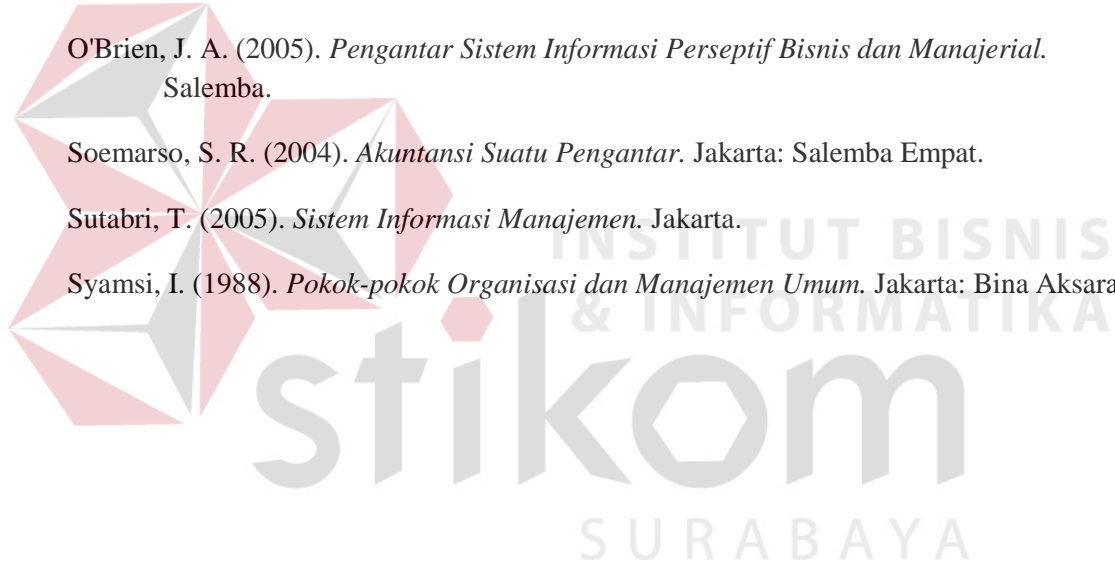 O'Brien, J. A. (2005). Pengantar Sistem Informasi Perseptif Bisnis dan Manajerial.
Salemba.
Soemarso, S. R. (2004). Akuntansi Suatu Pengantar. Jakarta: Salemba Empat.
Sutabri, T. (2005). Sistem Informasi Manajemen. Jakarta.
Syamsi, I. (1988). Pokok-pokok Organisasi dan Manajemen Umum. Jakarta: Bina Aksara
INSTITUT BISNIS
& INFORMATIKA
stikom
SURABAYA